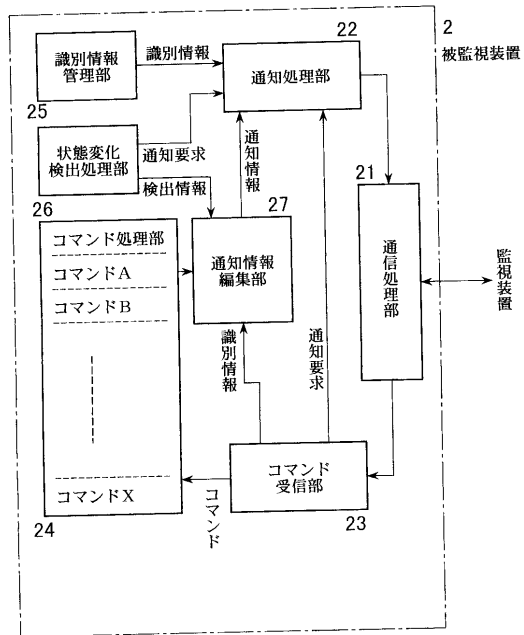 2
被監視装置
22
識別情報
管理部
識別情報
通知処理部
25
状態変化
検出処理部
通知要求
検出情報
通知情報
21
26
27
コマンド処理部
コマンドA
コマンドB
コマンドX
通知情報
編集部
通信処理部
監視装置
識別情報
通知要求
コマンド
受信部
コマンド
24
23